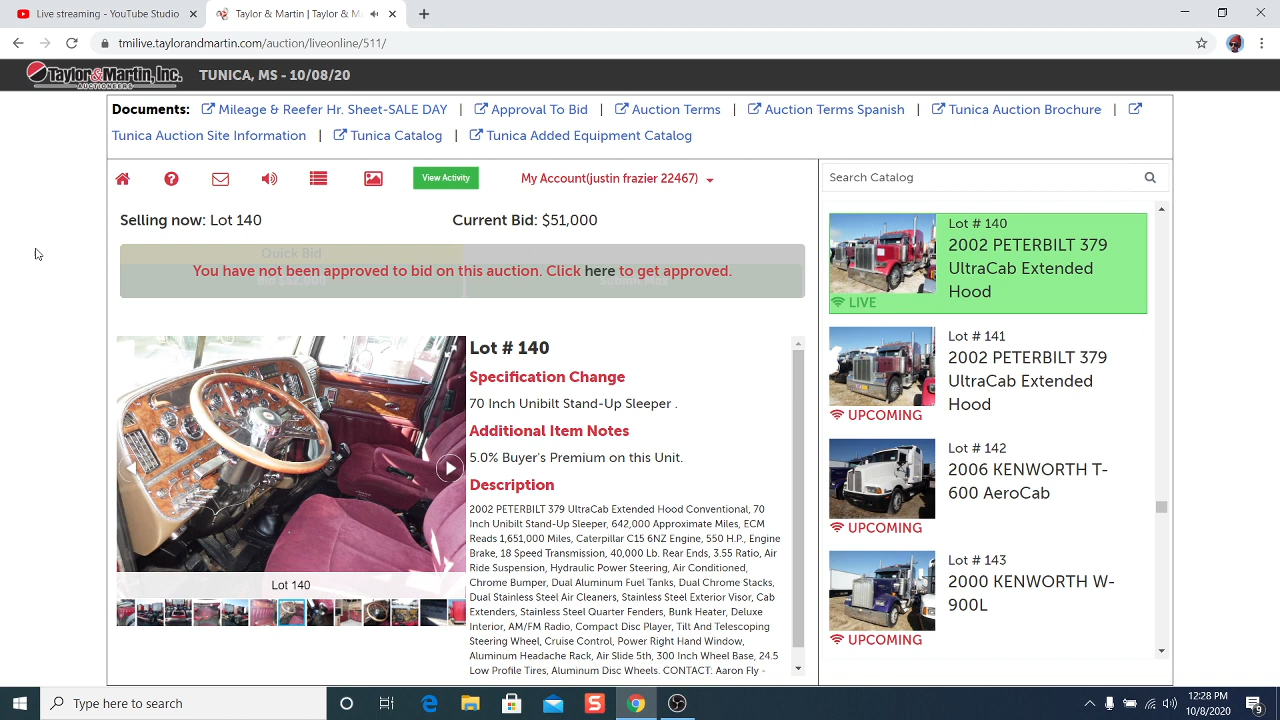 Live streaming - YouTube Studio
Taylor & Martin | Taylor & M
tmilive.taylorandmartin.com/auction/liveonline/511/
Taylor&Martin, Inc.
AUCTIONEERS
TUNICA, MS - 10/08/20
Documents: Mileage & Reefer Hr. Sheet-SALE DAY | Approval To Bid | Auction Terms | Auction Terms Spanish | Tunica Auction Brochure |
Tunica Auction Site Information | Tunica Catalog | Tunica Added Equipment Catalog
View Activity
My Account(justin frazier 22467)
Selling now: Lot 140
Current Bid: $51,000
Quick Bid
You have not been approved to bid on this auction. Click here to get approved.
Lot # 140
Specification Change
70 Inch Unibilt Stand-Up Sleeper .
Additional Item Notes
5.0% Buyer's Premium on this Unit.
Description
2002 PETERBILT 379 UltraCab Extended Hood Conventional, 70
Inch Unibilt Stand-Up Sleeper, 642,000 Approximate Miles, ECM
Reads 1,651,000 Miles, Caterpillar C15 6NZ Engine, 550 H.P., Engine
Brake, 18 Speed Transmission, 40,000 Lb. Rear Ends, 3.55 Ratio, Air
Ride Suspension, Hydraulic Power Steering, Air Conditioned,
Chrome Bumper, Dual Aluminum Fuel Tanks, Dual Chrome Stacks,
Dual Stainless Steel Air Cleaners, Stainless Steel Exterior Visor, Cab
Extenders, Stainless Steel Quarter Fenders, Bunk Heater, Deluxe
Interior, AM/FM Radio, Compact Disc Player, Tilt And Telescoping
Steering Wheel, Cruise Control, Power Right Hand Window,
Aluminum Headache Rack, Air Slide 5th, 300 Inch Wheel Base, 24.5
Low Profile Tires, Aluminum Disc Wheels. CONTACT: Aaron Fly -
Lot 140
Search Catalog
Lot # 140
2002 PETERBILT 379
UltraCab Extended
Hood
LIVE
Lot # 141
2002 PETERBILT 379
UltraCab Extended
Hood
UPCOMING
Lot # 142
2006 KENWORTH T-
600 AeroCab
UPCOMING
Lot # 143
2000 KENWORTH W-
900L
UPCOMING
Type here to search
12:28 PM
10/8/2020
9